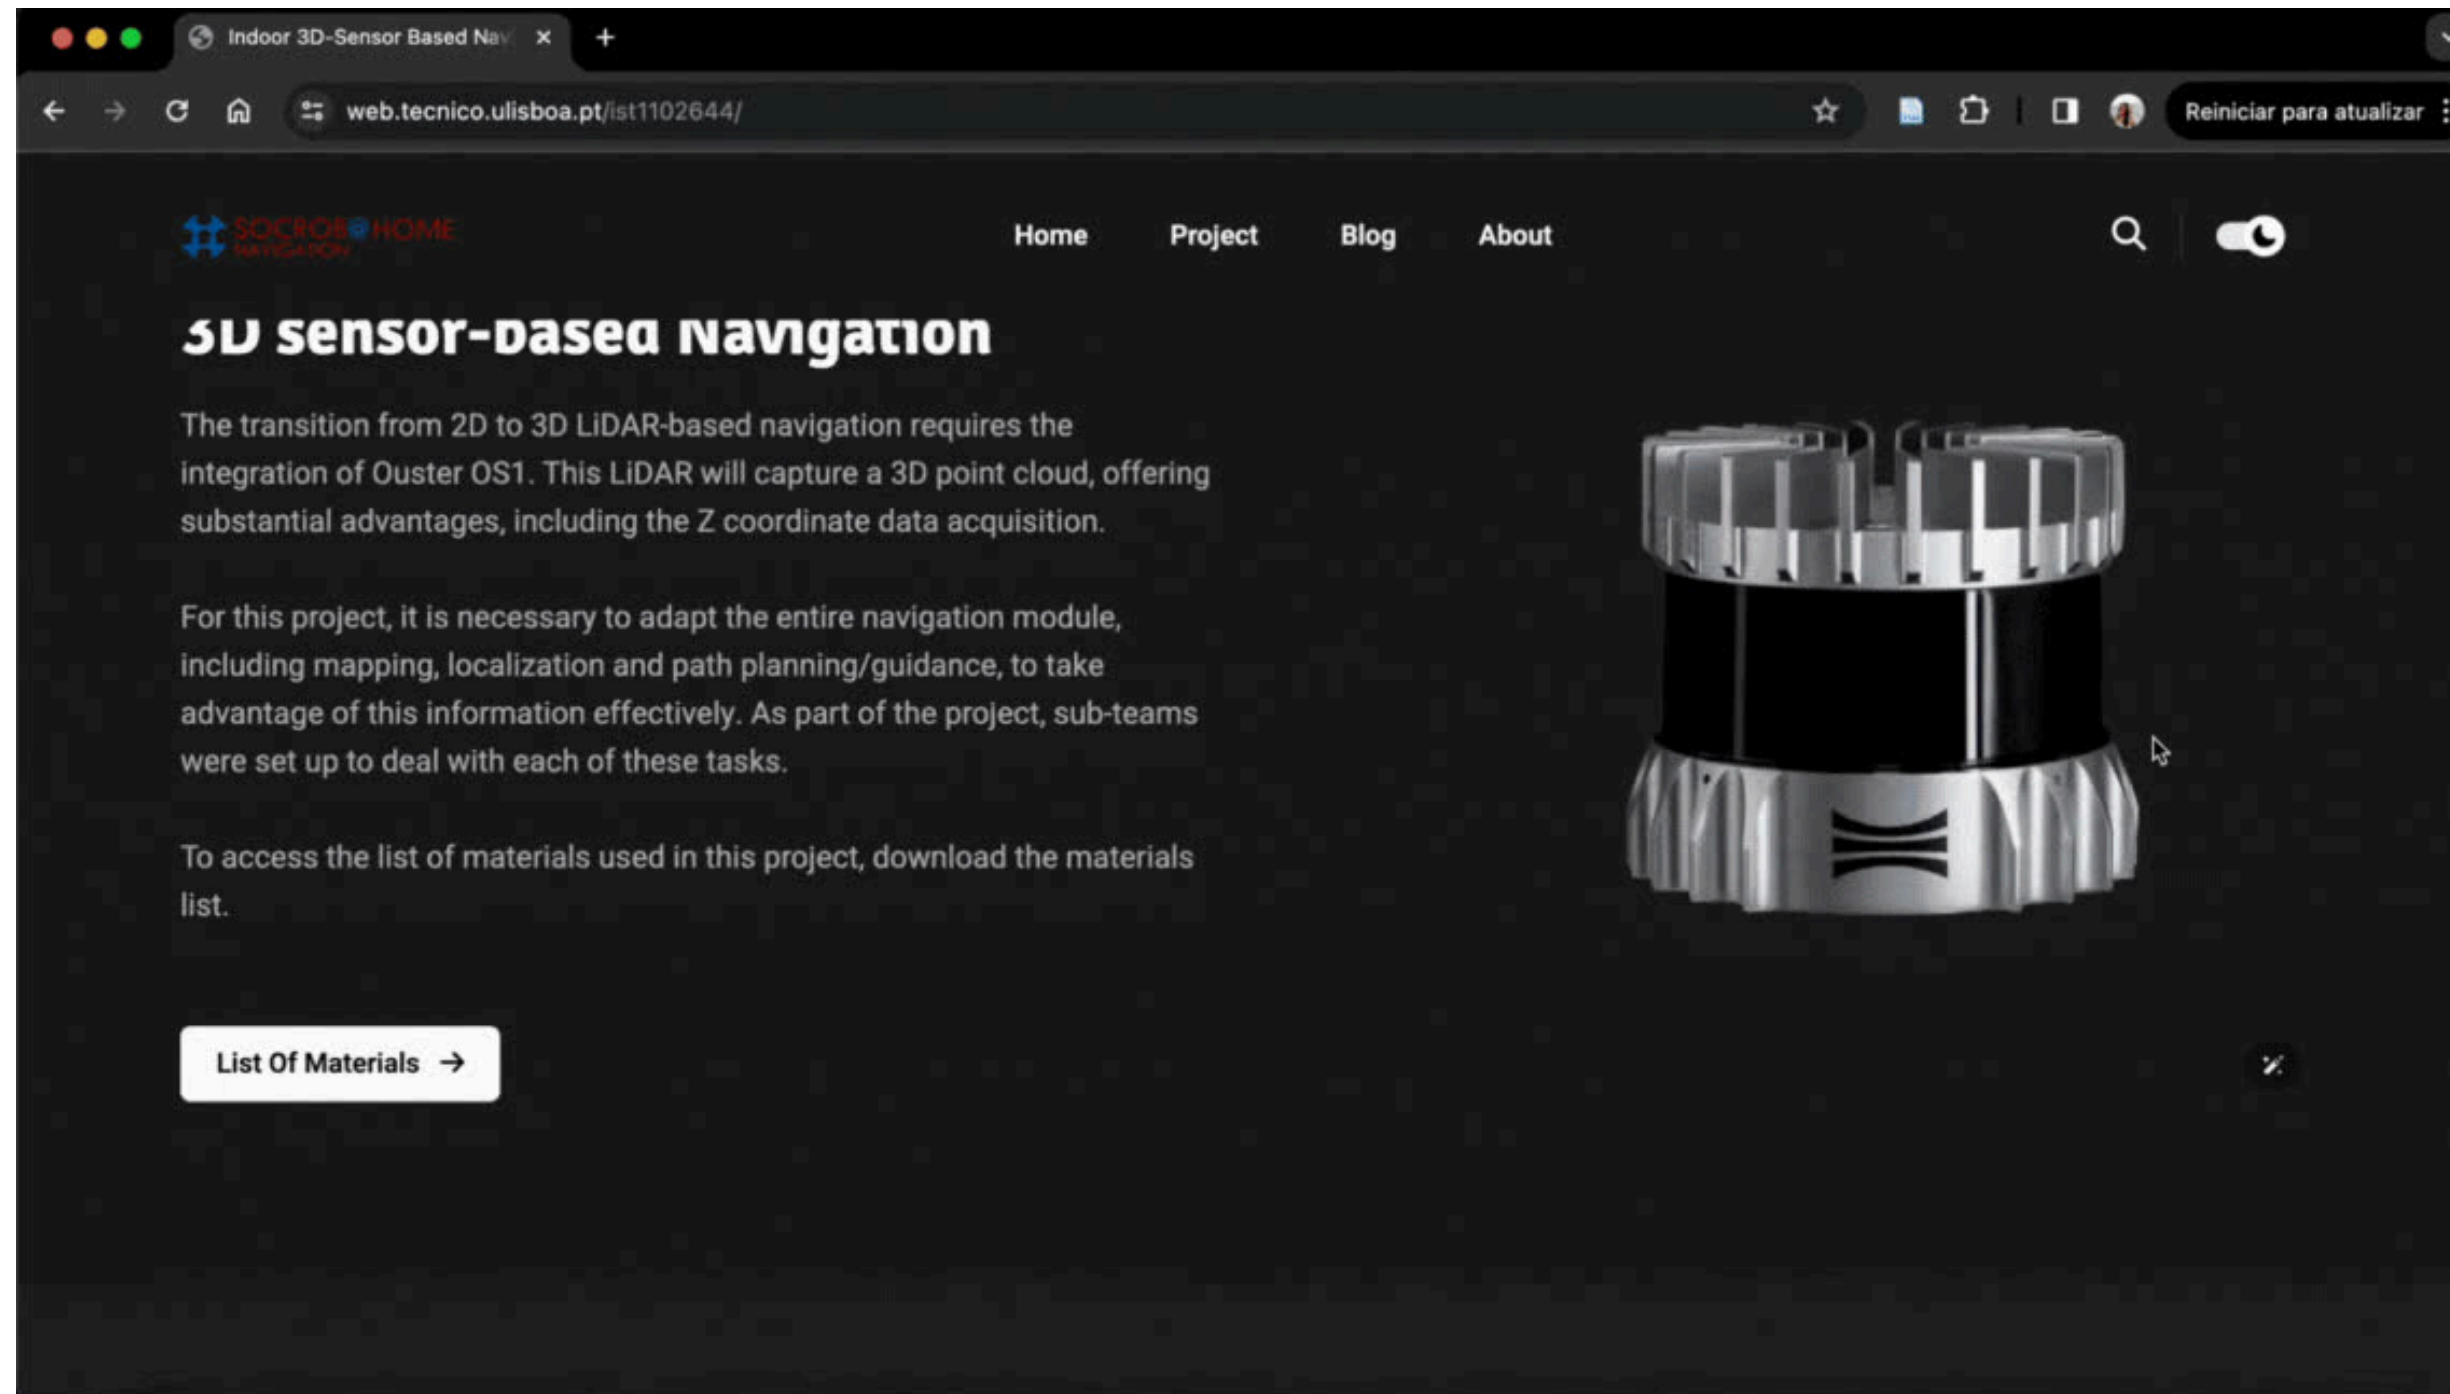 Indoor 3D-Sensor Based Nav
web.tecnico.ulisboa.pt/ist1102644/
Reiniciar para atualizar
SOCROB@HOME
NAVIGATION
Home
Project
Blog
About
3D sensor-based Navigation
The transition from 2D to 3D LiDAR-based navigation requires the
integration of Ouster OS1. This LiDAR will capture a 3D point cloud, offering
substantial advantages, including the Z coordinate data acquisition.
For this project, it is necessary to adapt the entire navigation module,
including mapping, localization and path planning/guidance, to take
advantage of this information effectively. As part of the project, sub-teams
were set up to deal with each of these tasks.
To access the list of materials used in this project, download the materials
list.
List Of Materials →